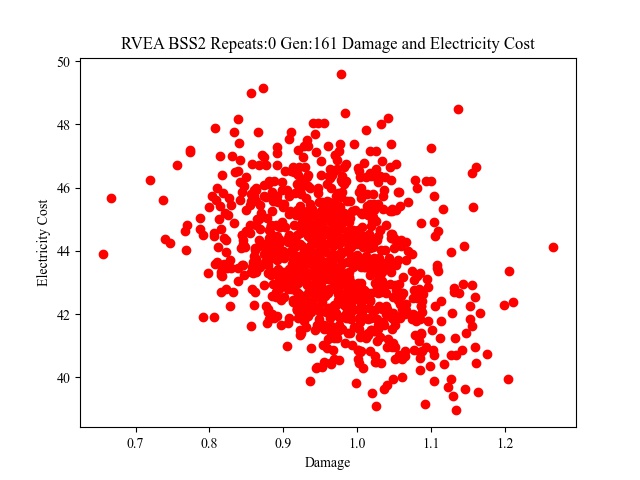 RVEA BSS2 Repeats:0 Gen:161 Damage and Electricity Cost
50
48
46
44
42
40
Electricity Cost
0.7 0.8 0.9 1.0 1.1 1.2
Damage